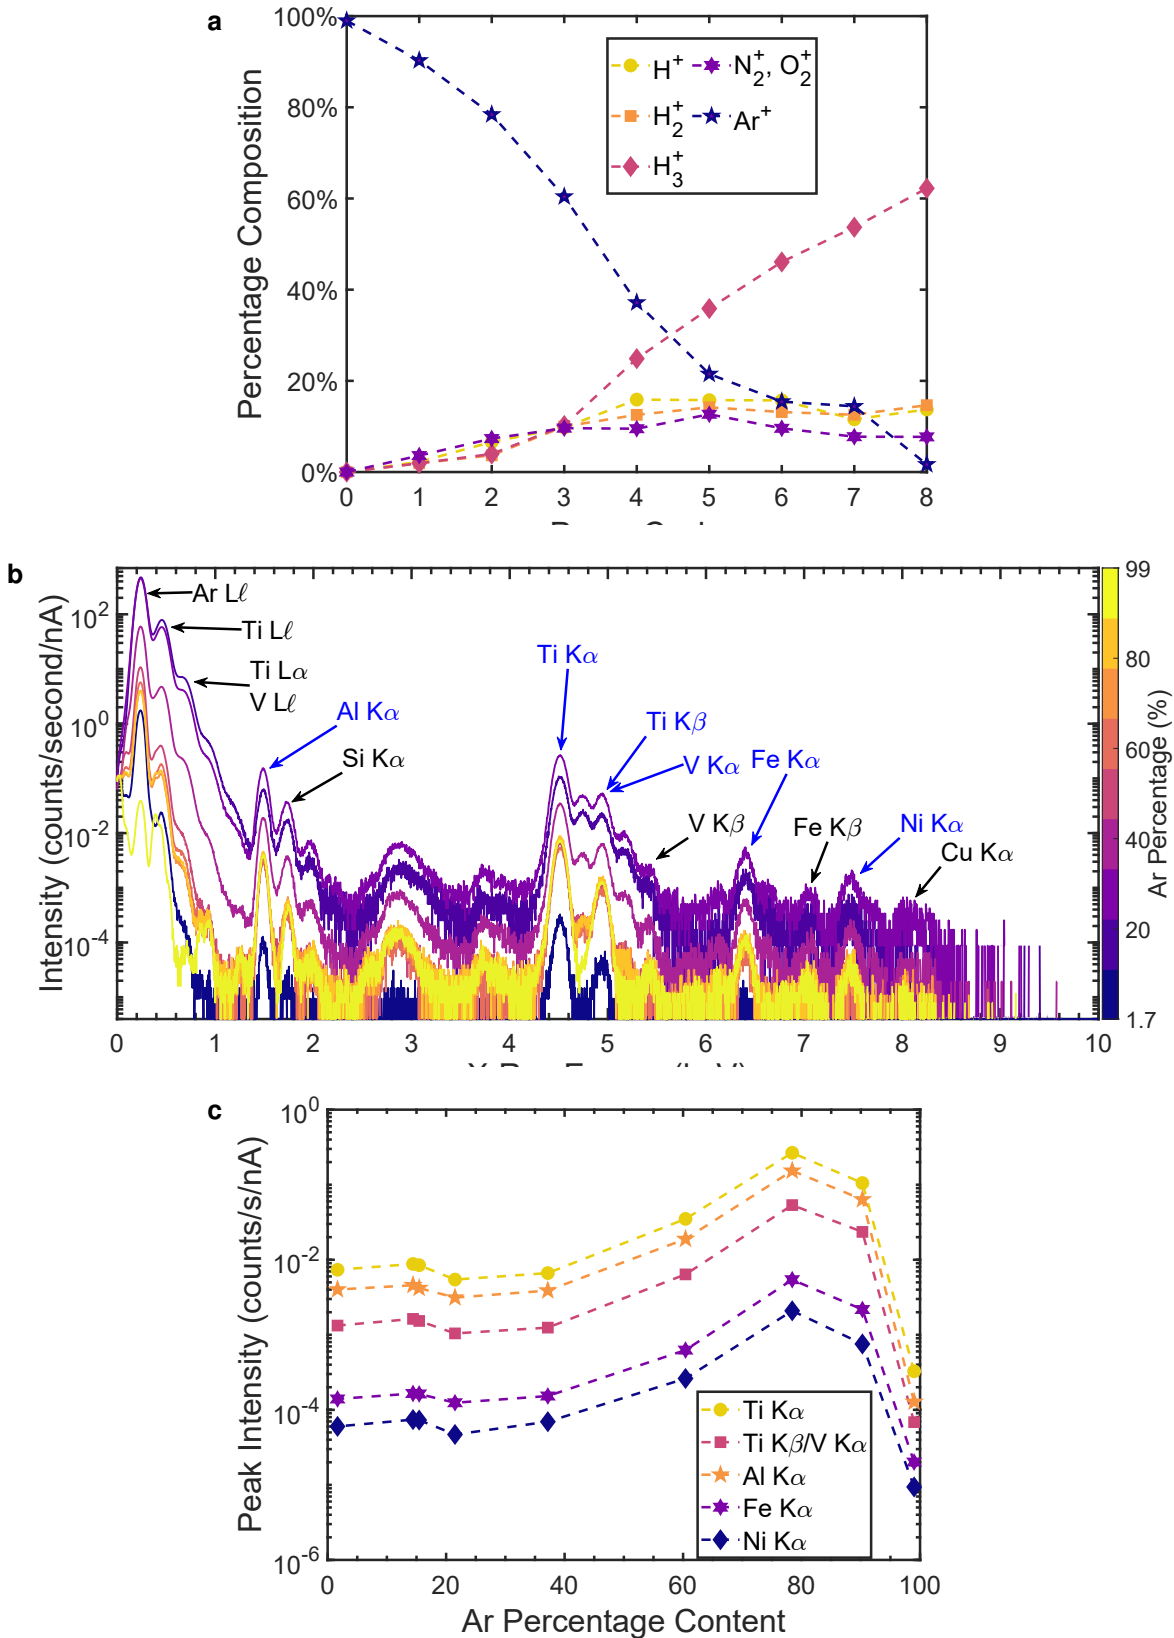 a
100%
80%
60%
40%
20%
0%
Percentage Composition
H+
H2+
H3+
N2+, O2+
Ar+
0 1 2 3 4 5 6 7 8
b
Intensity (counts/second/nA)
10^2
10^0
10^-2
10^-4
Ar Lℓ
Ti Lℓ
Ti Lα
V Lℓ
Al Kα
Si Kα
Ti Kα
Ti Kβ
V Kα
Fe Kα
V Kβ
Fe Kβ
Ni Kα
Cu Kα
0 1 2 3 4 5 6 7 8 9 10
99
80
60
40
20
1.7
Ar Percentage (%)
c
10^0
10^-2
10^-4
10^-6
Peak Intensity (counts/s/nA)
Ti Kα
Ti Kβ/V Kα
Al Kα
Fe Kα
Ni Kα
0 20 40 60 80 100
Ar Percentage Content